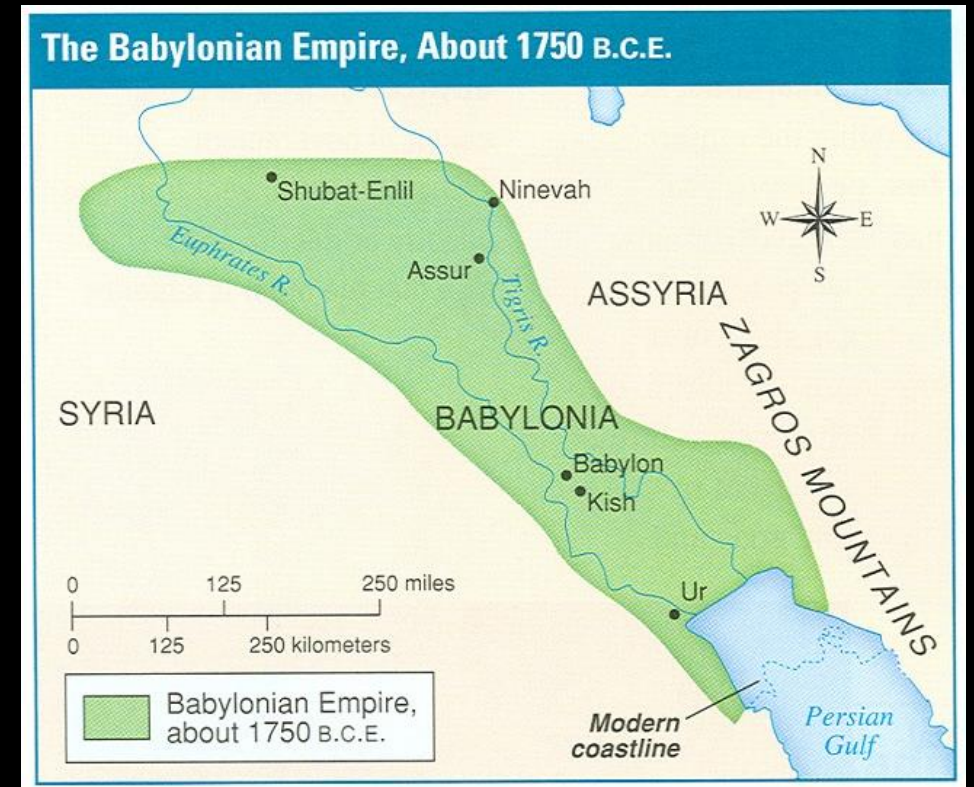 The Babylonian Empire, About 1750 B.C.E.
N
W E
S
Shubat-Enlil
Ninevah
Euphrates R.
Assur
Tigris R.
ASSYRIA
ZAGROS MOUNTAINS
SYRIA
BABYLONIA
Babylon
Kish
Ur
0 125 250 miles
0 125 250 kilometers
Babylonian Empire,
about 1750 B.C.E.
Modern
coastline
Persian
Gulf